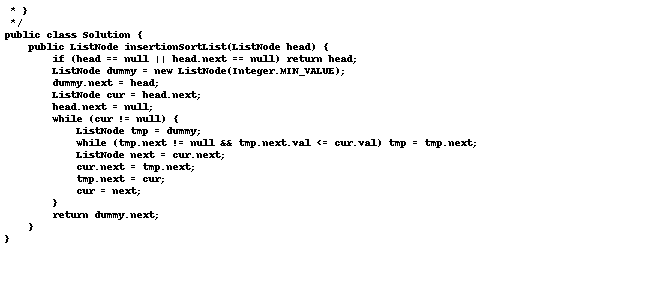 * }
 */
public class Solution {
    public ListNode insertionSortList(ListNode head) {
        if (head == null || head.next == null) return head;
        ListNode dummy = new ListNode(Integer.MIN_VALUE);
        dummy.next = head;
        ListNode cur = head.next;
        head.next = null;
        while (cur != null) {
            ListNode tmp = dummy;
            while (tmp.next != null && tmp.next.val <= cur.val) tmp = tmp.next;
            ListNode next = cur.next;
            cur.next = tmp.next;
            tmp.next = cur;
            cur = next;
        }
        return dummy.next;
    }
}